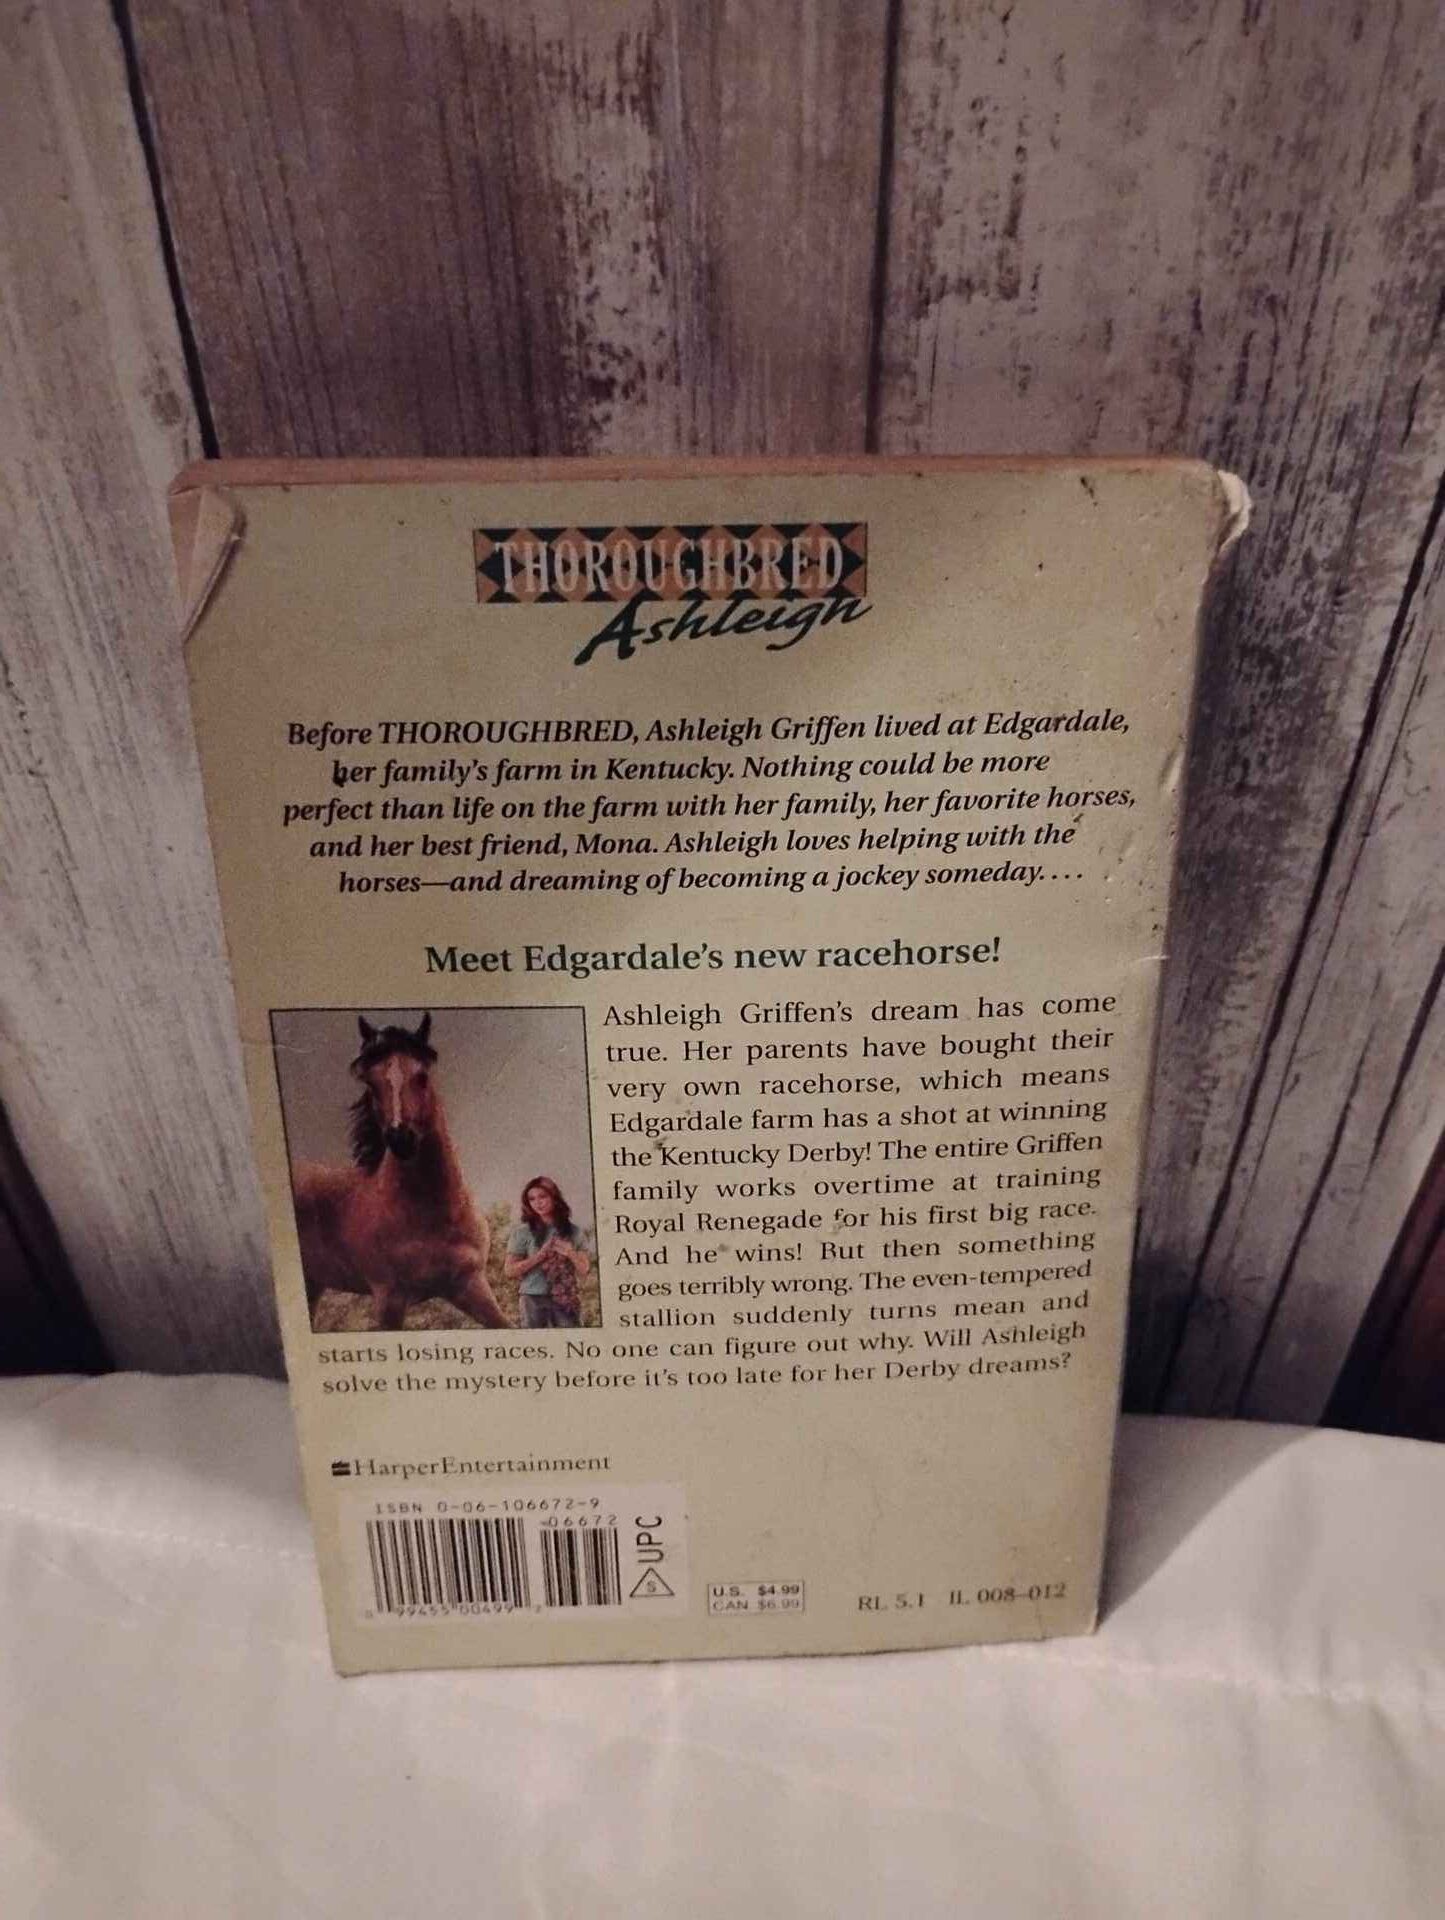 THOROUGHBRED
Ashleigh
Before THOROUGHBRED, Ashleigh Griffen lived at Edgardale,
her family's farm in Kentucky. Nothing could be more
perfect than life on the farm with her family, her favorite horses,
and her best friend, Mona. Ashleigh loves helping with the
horses—and dreaming of becoming a jockey someday....
Meet Edgardale's new racehorse!
Ashleigh Griffen's dream has come
true. Her parents have bought their
very own racehorse, which means
Edgardale farm has a shot at winning
the Kentucky Derby! The entire Griffen
family works overtime at training
Royal Renegade for his first big race.
And he wins! But then something
goes terribly wrong. The even-tempered
stallion suddenly turns mean and
starts losing races. No one can figure out why. Will Ashleigh
solve the mystery before it's too late for her Derby dreams?
HarperEntertainment
ISBN 0-06-106672-9
06672
UPC
S
U.S. $4.99
CAN $6.99
RL 5.1 IL 008-012